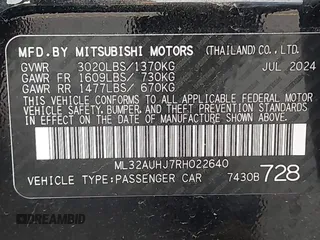 MFD.BY MITSUBISHI MOTORS (THAILAND) CO.,LTD.
GVWR 3020LBS/1370KG JUL 2024
GAWR FR 1609LBS/ 730KG
GAWR RR 1477LBS/ 670KG
THIS VEHICLE CONFORMS TO ALL APPLICABLE FEDERAL MOTOR
VEHICLE SAFETY, BUMPER, AND THEFT PREVENTION STANDARDS
IN EFFECT ON THE DATE OF MANUFACTURE SHOWN ABOVE.
ML32AUHJ7RH022640
VEHICLE TYPE:PASSENGER CAR 7430B 728
© AutoBidMaster